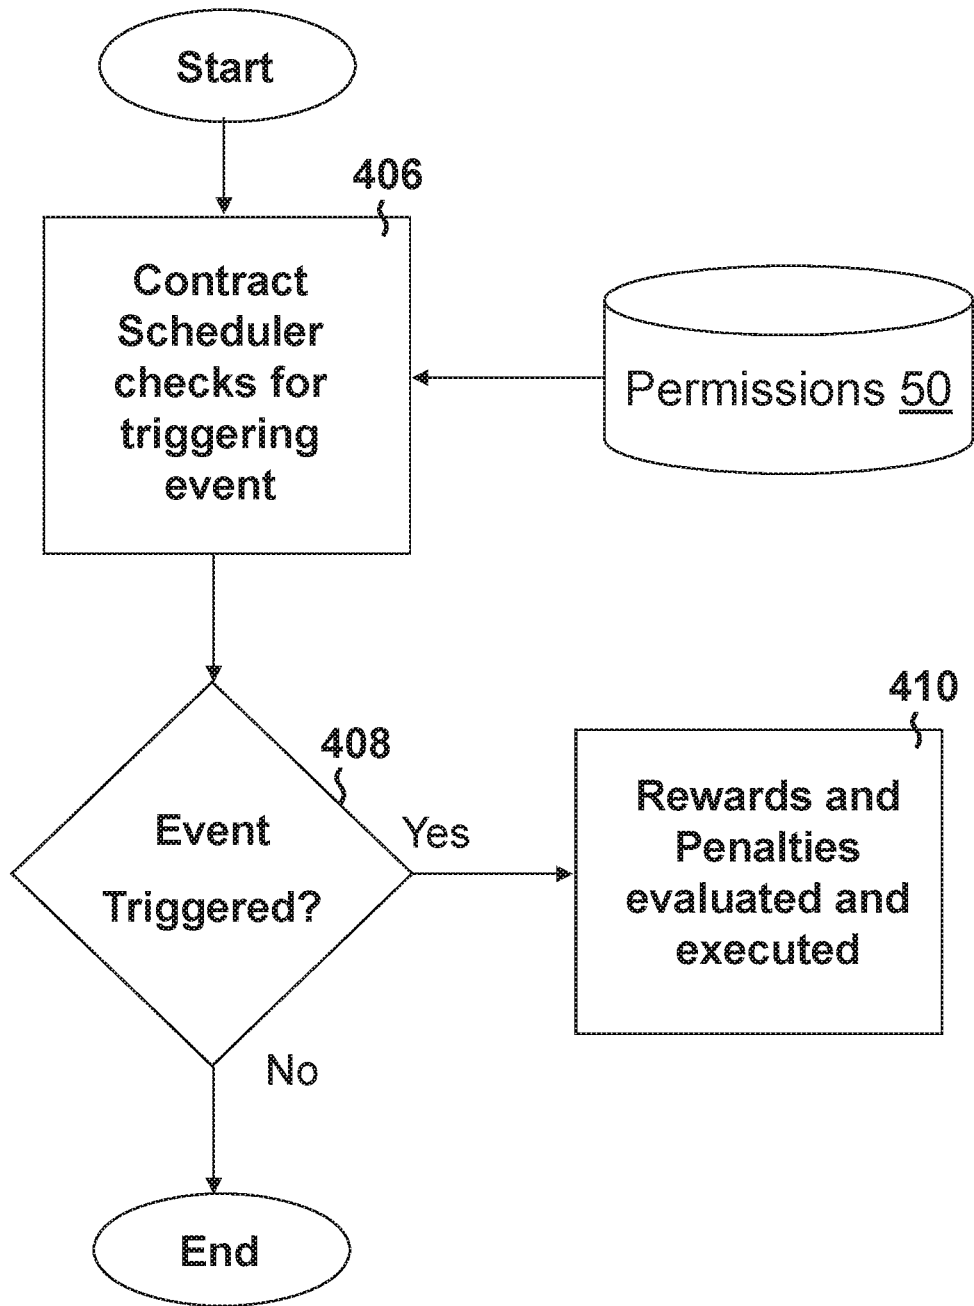 Start
406
Contract
Scheduler
checks for
triggering
event
Permissions 50
408
Event
Triggered?
Yes
410
Rewards and
Penalties
evaluated and
executed
No
End